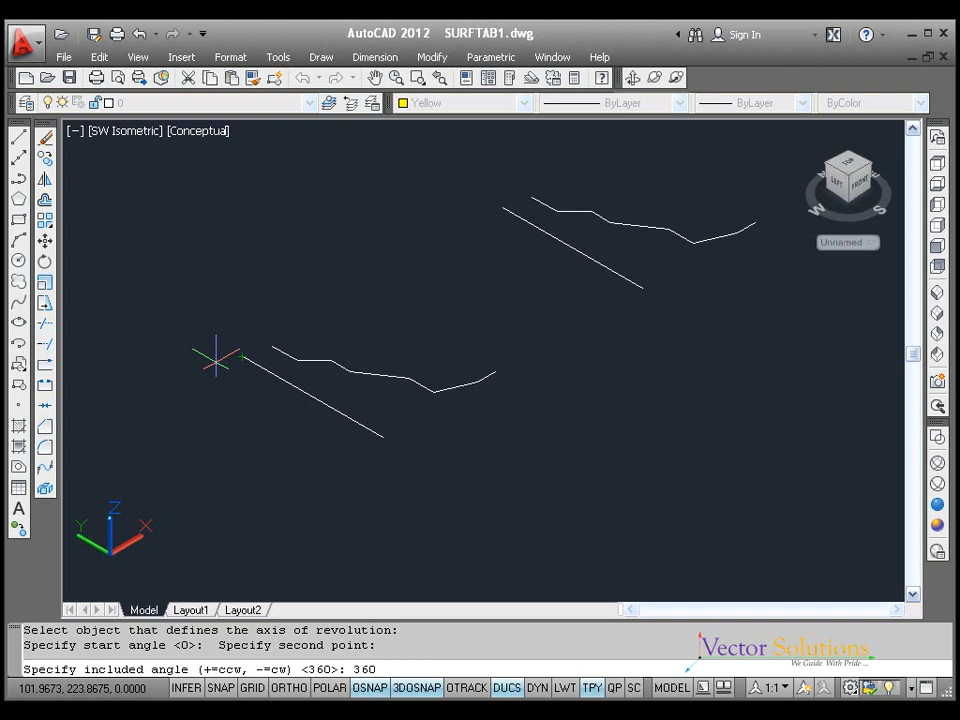 AutoCAD 2012 SURFTAB1.dwg
Sign In
File Edit View Insert Format Tools Draw Dimension Modify Parametric Window Help
0 Yellow ByLayer ByLayer ByColor
[−] [SW Isometric] [Conceptual]
TOP
LEFT FRONT
W S
Unnamed
Z
Y X
Model Layout1 Layout2
Select object that defines the axis of revolution:
Specify start angle <0>: Specify second point:
Specify included angle (+=ccw, -=cw) <360>: 360
Vector Solutions
We Guide With Pride ...
101.9673, 223.8675, 0.0000 INFER SNAP GRID ORTHO POLAR OSNAP 3DOSNAP OTRACK DUCS DYN LWT TPY QP SC MODEL 1:1